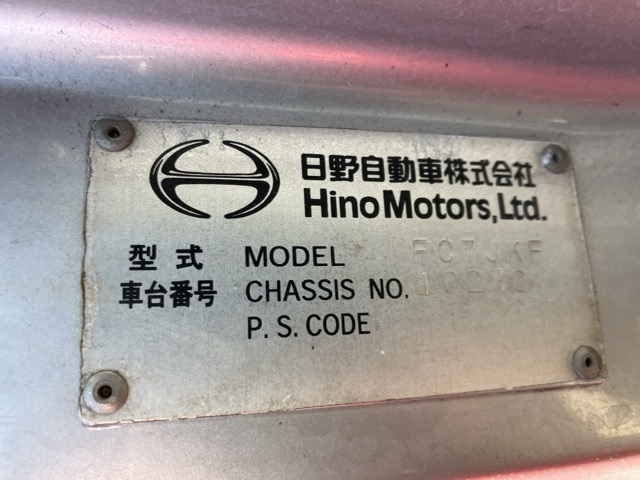 日野自動車株式会社
Hino Motors, Ltd.
型式 MODEL FC7JKF
車台番号 CHASSIS NO.
P. S. CODE